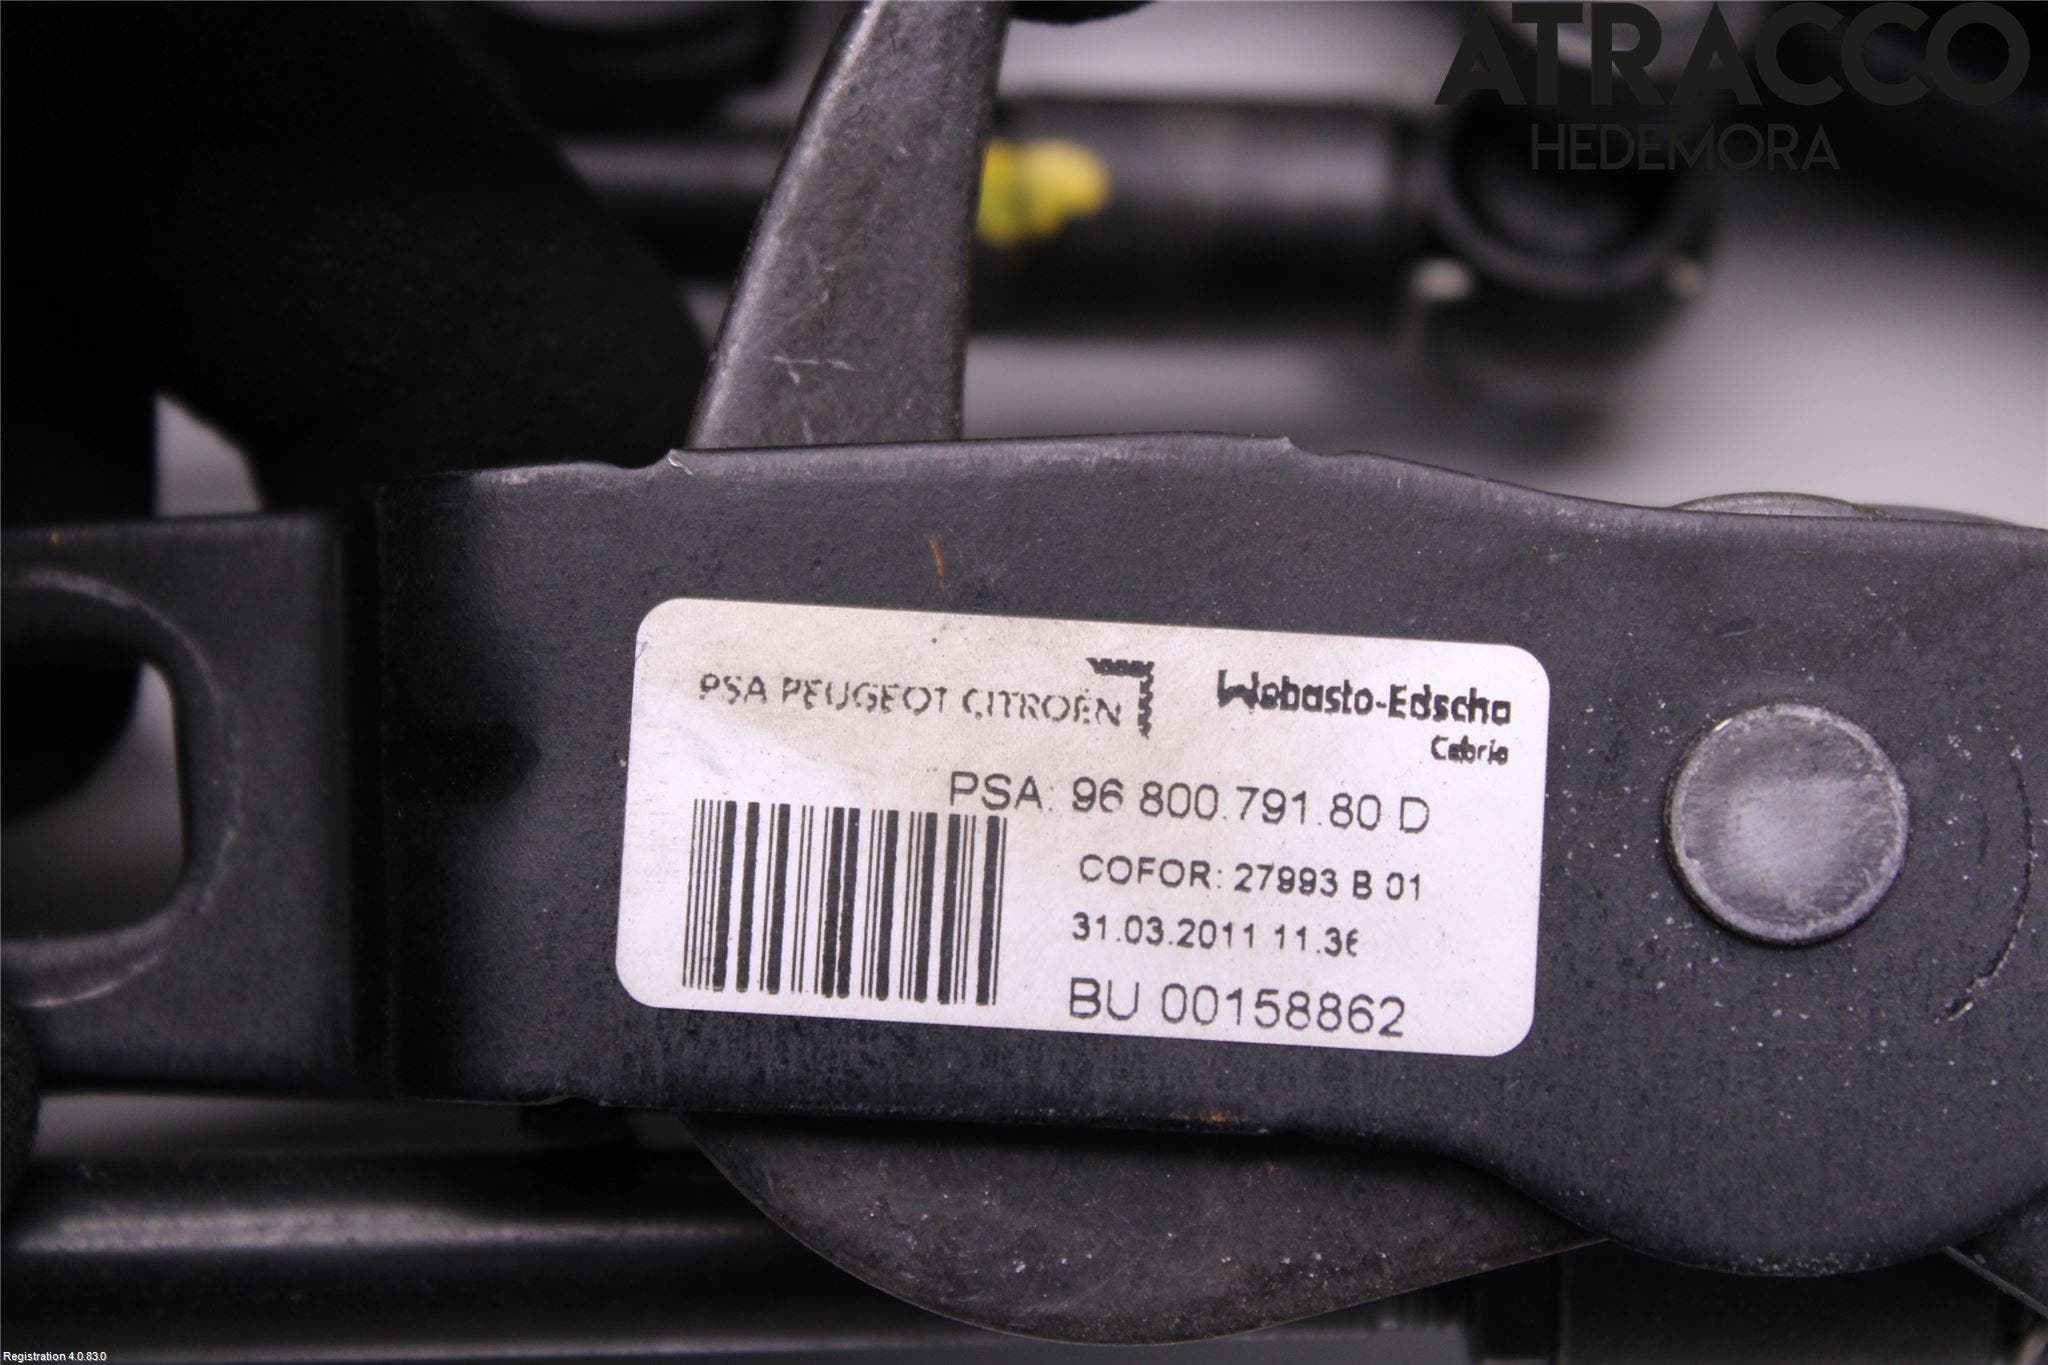 ATRACCO
HEDEMORA
PSA PEUGEOT CITROËN
Webasto-Edscha
Cabrio
PSA: 96 800.791.80 D
COFOR: 27993 B 01
31.03.2011 11.36
BU 00158862
Registration 4.0.83.0